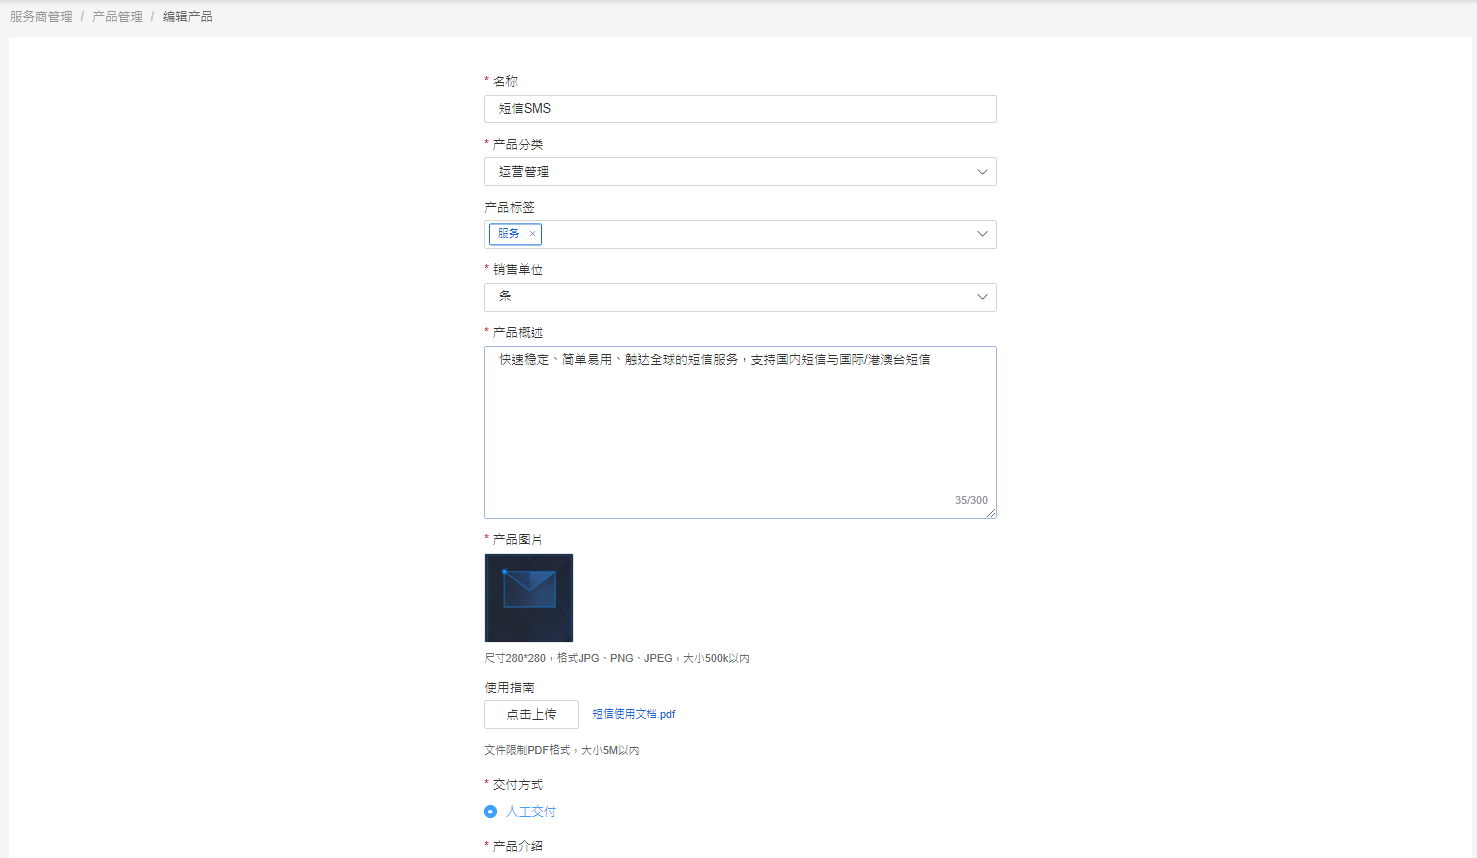 服务商管理 / 产品管理 / 编辑产品
* 名称
短信SMS
* 产品分类
运营管理
产品标签
服务 ×
* 销售单位
条
* 产品概述
快速稳定、简单易用、触达全球的短信服务，支持国内短信与国际/港澳台短信
35/300
* 产品图片
尺寸280*280，格式JPG、PNG、JPEG，大小500k以内
使用指南
点击上传 短信使用文档.pdf
文件限制PDF格式，大小5M以内
* 交付方式
人工交付
* 产品介绍